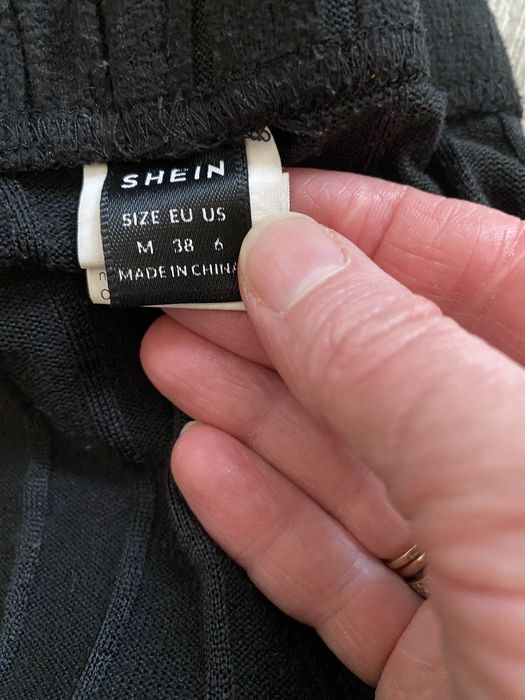 SHEIN
SIZE EU US
M 38 6
MADE IN CHINA